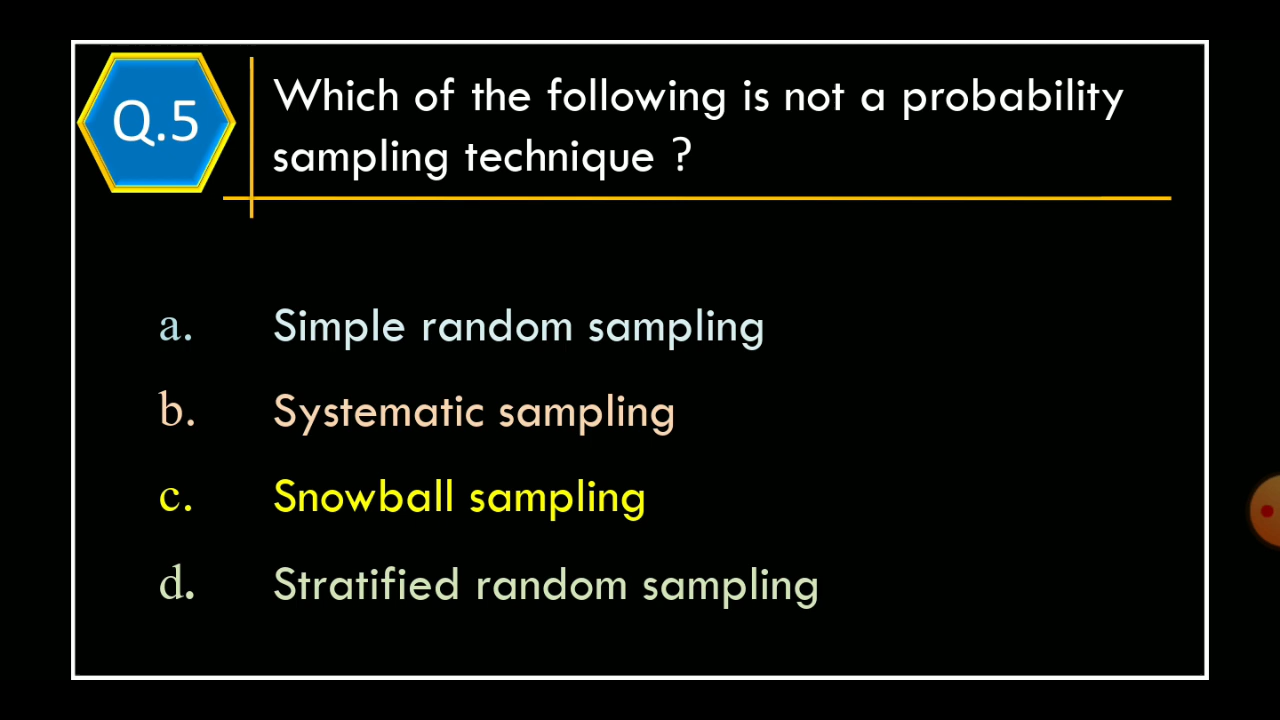 Q.5
Which of the following is not a probability
sampling technique ?
a. Simple random sampling
b. Systematic sampling
c. Snowball sampling
d. Stratified random sampling